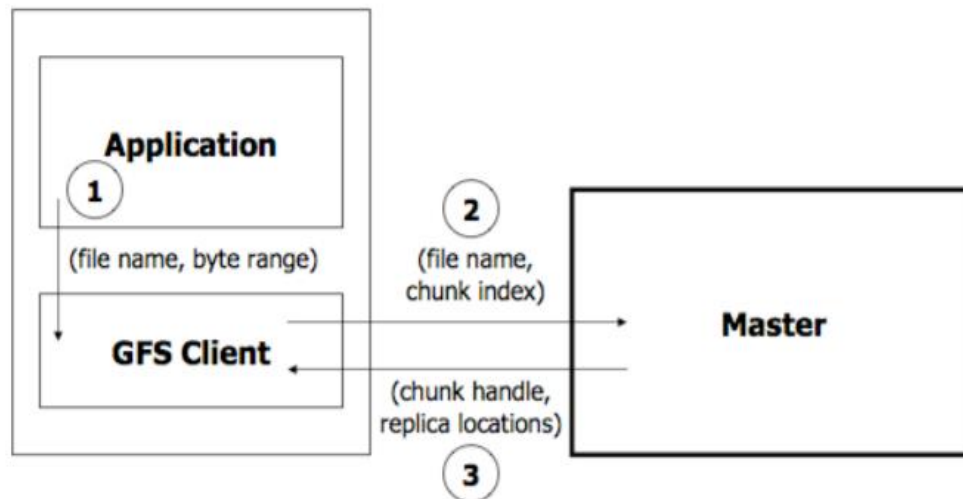 Application
1
(file name, byte range)
GFS Client
2
(file name,
chunk index)
(chunk handle,
replica locations)
3
Master